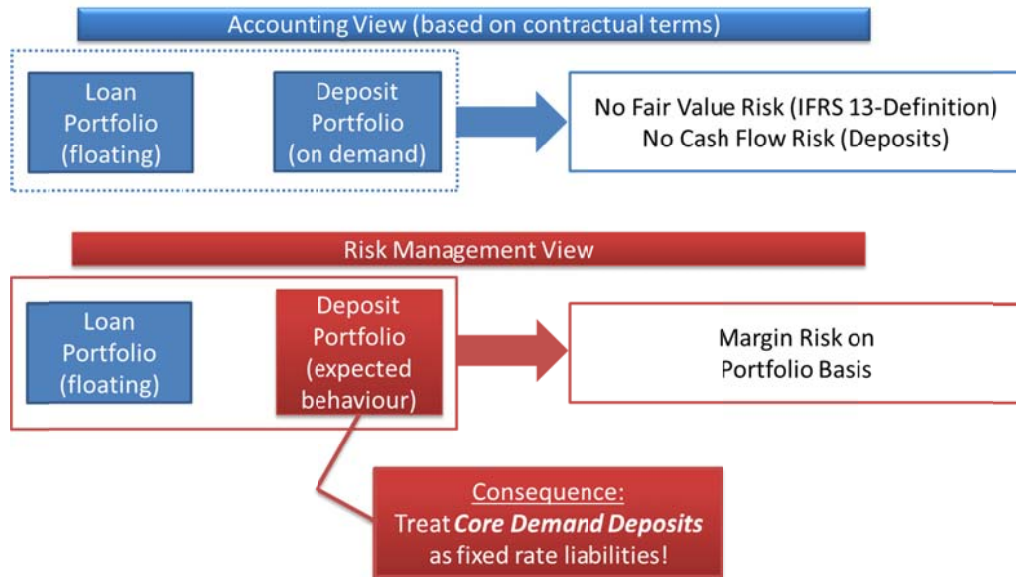 Accounting View (based on contractual terms)
Loan
Portfolio
(floating)
Deposit
Portfolio
(on demand)
No Fair Value Risk (IFRS 13-Definition)
No Cash Flow Risk (Deposits)
Risk Management View
Loan
Portfolio
(floating)
Deposit
Portfolio
(expected
behaviour)
Margin Risk on
Portfolio Basis
Consequence:
Treat Core Demand Deposits
as fixed rate liabilities!